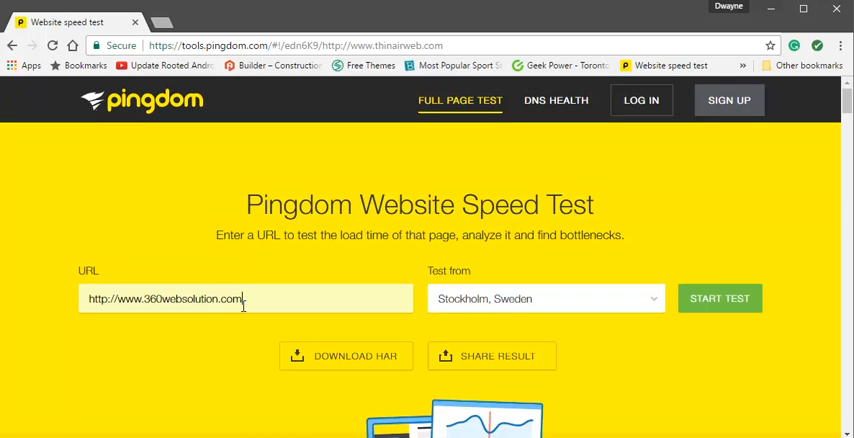 Dwayne
Website speed test
Secure https://tools.pingdom.com/#!/edn6K9/http://www.thinairweb.com
Apps Bookmarks Update Rooted Andro Builder – Construction Free Themes Most Popular Sport S Geek Power - Toronto Website speed test » Other bookmarks
pingdom FULL PAGE TEST DNS HEALTH LOG IN SIGN UP
Pingdom Website Speed Test
Enter a URL to test the load time of that page, analyze it and find bottlenecks.
URL Test from
http://www.360websolution.com Stockholm, Sweden START TEST
DOWNLOAD HAR SHARE RESULT